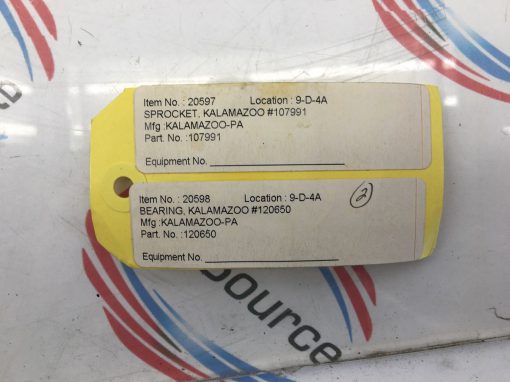 Item No. : 20597 Location : 9-D-4A
SPROCKET, KALAMAZOO #107991
Mfg :KALAMAZOO-PA
Part. No. :107991
Equipment No.
Item No. : 20598 Location : 9-D-4A
BEARING, KALAMAZOO #120650
Mfg :KALAMAZOO-PA
Part. No. :120650
Equipment No.
2
ource